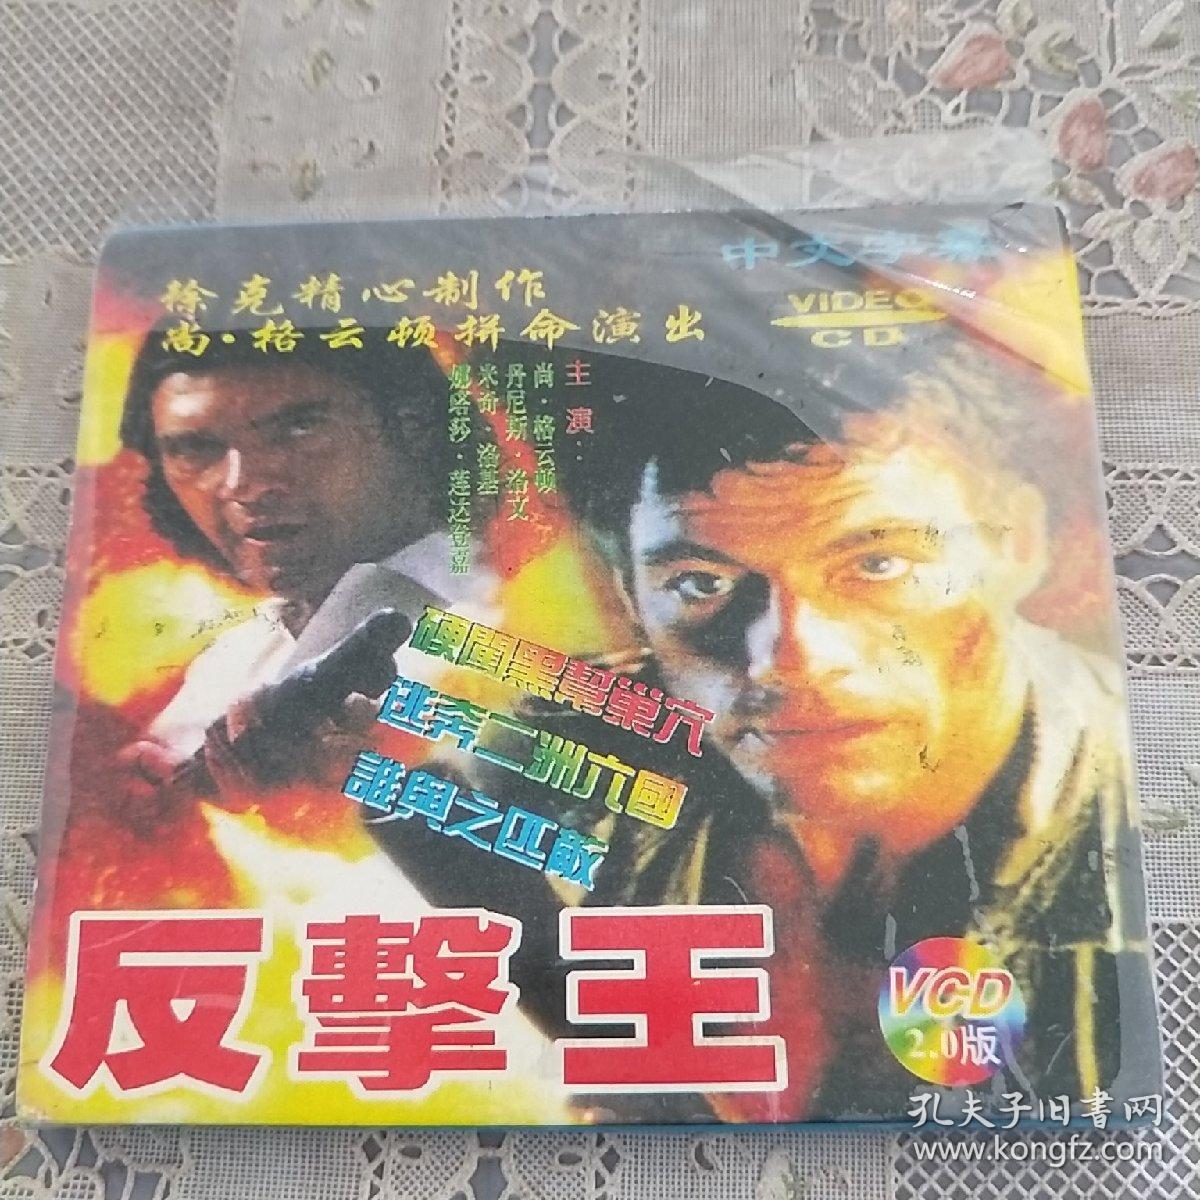 中文字幕
徐克精心制作
尚·格云顿拼命演出
VIDEO
CD
主演:
尚·格云顿
丹尼斯·洛文
米奇·洛基
娜塔莎·莲达登嘉
硬闖黑幫巢穴
逃奔二洲六國
誰與之匹敵
反擊王
VCD
2.0版
孔夫子旧書网
www.kongfz.com